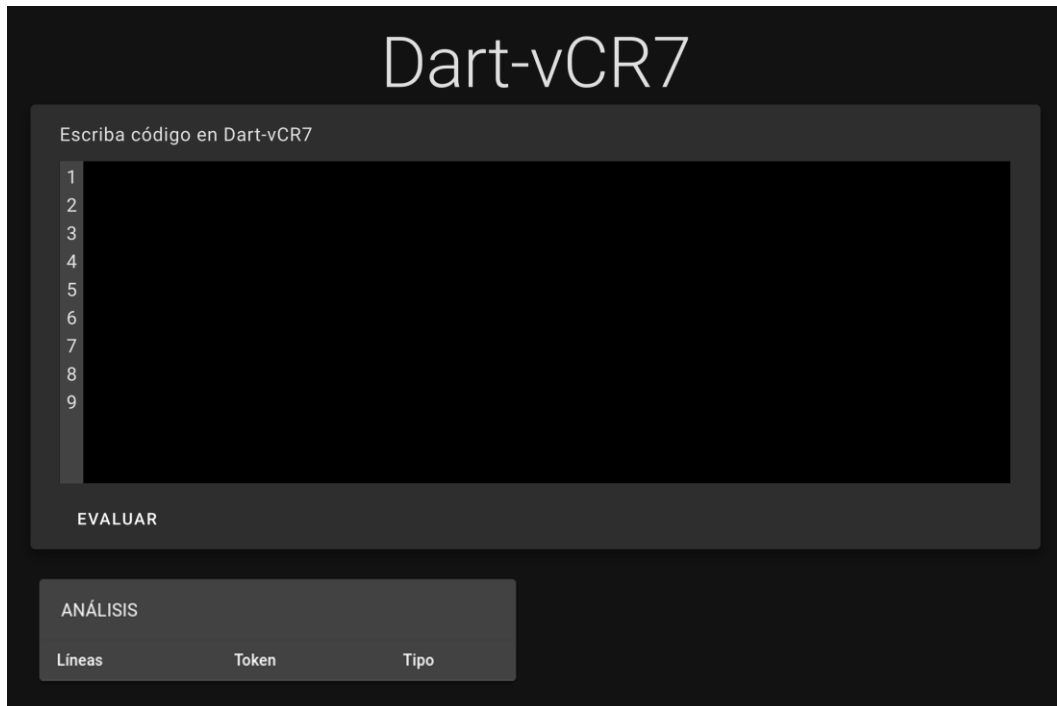 Dart-vCR7
Escriba código en Dart-vCR7
1
2
3
4
5
6
7
8
9
EVALUAR
ANÁLISIS
Líneas Token Tipo